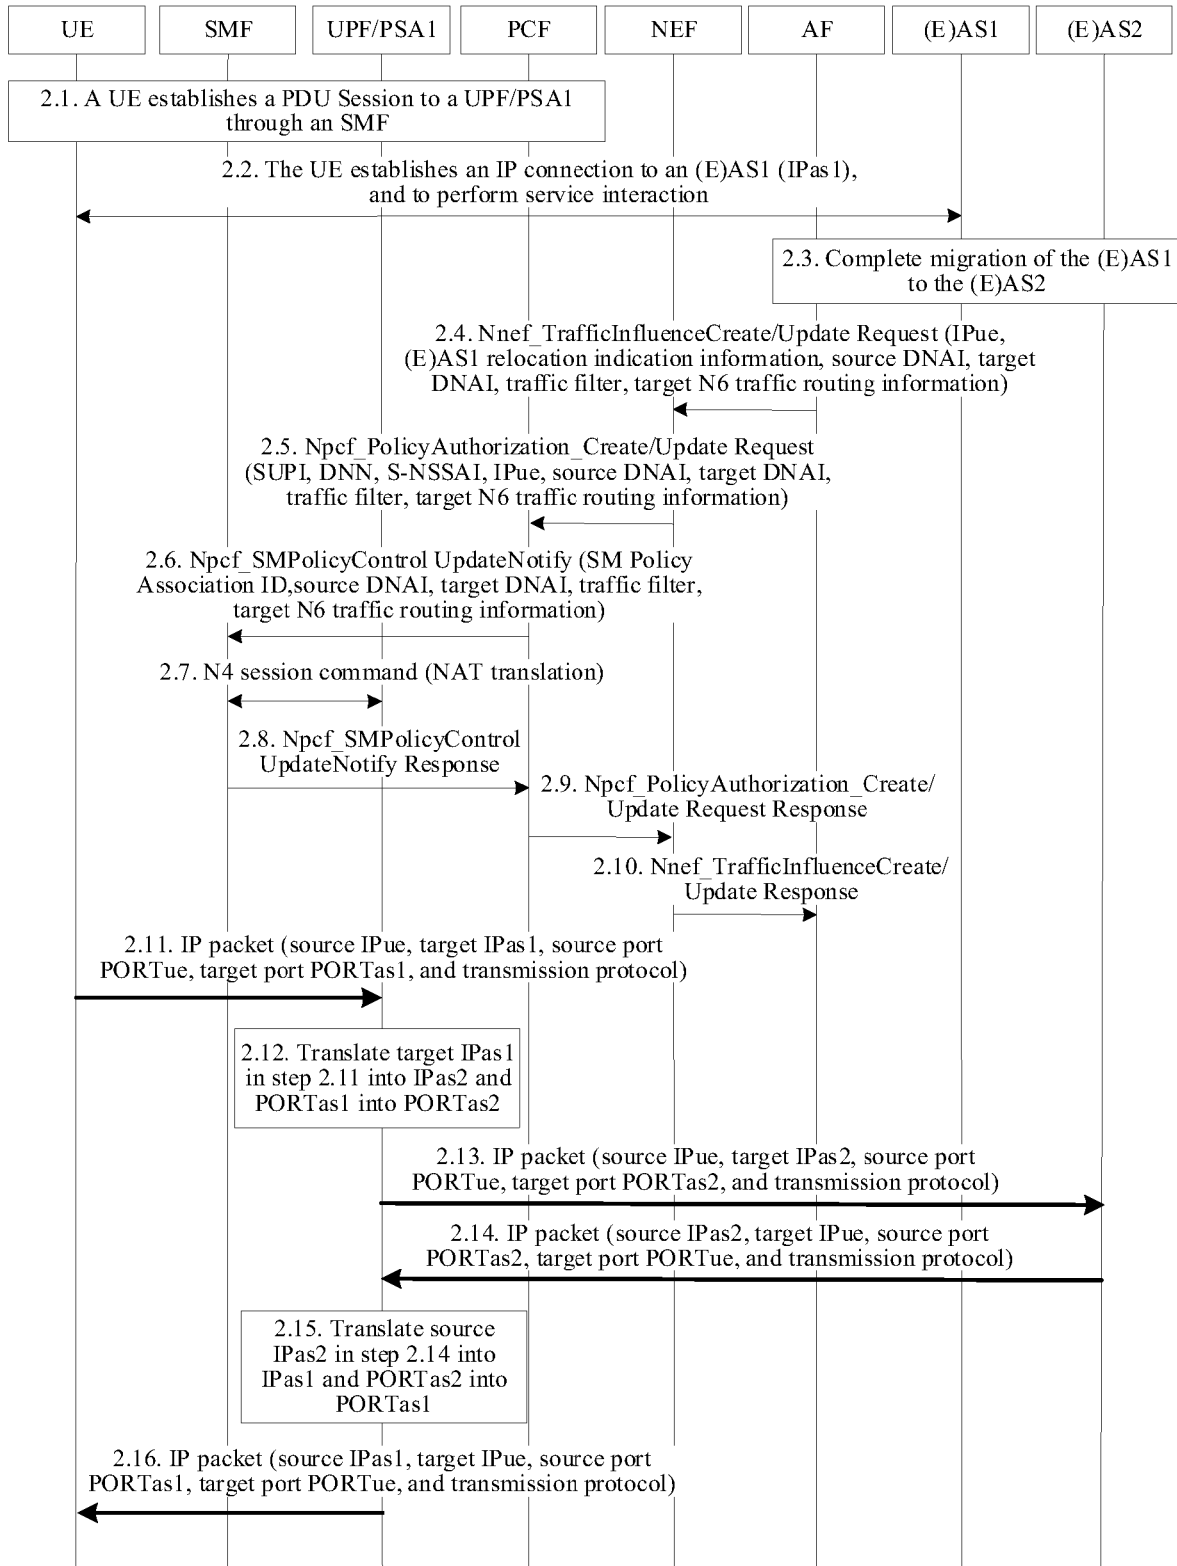 UE SMF UPF/PSA1 PCF NEF AF (E)AS1 (E)AS2
2.1. A UE establishes a PDU Session to a UPF/PSA1
through an SMF
2.2. The UE establishes an IP connection to an (E)AS1 (IPas1),
and to perform service interaction
2.3. Complete migration of the (E)AS1
to the (E)AS2
2.4. Nnef_TrafficInfluenceCreate/Update Request (IPue,
(E)AS1 relocation indication information, source DNAI, target
DNAI, traffic filter, target N6 traffic routing information)
2.5. Npcf_PolicyAuthorization_Create/Update Request
(SUPI, DNN, S-NSSAI, IPue, source DNAI, target DNAI,
traffic filter, target N6 traffic routing information)
2.6. Npcf_SMPolicyControl UpdateNotify (SM Policy
Association ID,source DNAI, target DNAI, traffic filter,
target N6 traffic routing information)
2.7. N4 session command (NAT translation)
2.8. Npcf_SMPolicyControl
UpdateNotify Response
2.9. Npcf_PolicyAuthorization_Create/
Update Request Response
2.10. Nnef_TrafficInfluenceCreate/
Update Response
2.11. IP packet (source IPue, target IPas1, source port
PORTue, target port PORTas1, and transmission protocol)
2.12. Translate target IPas1
in step 2.11 into IPas2 and
PORTas1 into PORTas2
2.13. IP packet (source IPue, target IPas2, source port
PORTue, target port PORTas2, and transmission protocol)
2.14. IP packet (source IPas2, target IPue, source port
PORTas2, target port PORTue, and transmission protocol)
2.15. Translate source
IPas2 in step 2.14 into
IPas1 and PORTas2 into
PORTas1
2.16. IP packet (source IPas1, target IPue, source port
PORTas1, target port PORTue, and transmission protocol)